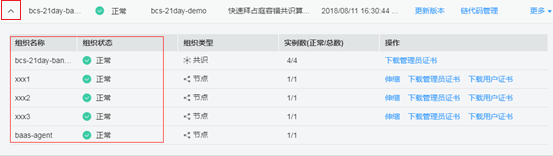 bcs-21day-ba... 正常 bcs-21day-demo 快速拜占庭容错共识算... 2018/08/11 16:30:44 ... 更新版本 链代码管理 更多
组织名称 组织状态 组织类型 实例数(正常/总数) 操作
bcs-21day-ban... 正常 共识 4/4 下载管理员证书
xxx1 正常 节点 1/1 伸缩 下载管理员证书 下载用户证书
xxx2 正常 节点 1/1 伸缩 下载管理员证书 下载用户证书
xxx3 正常 节点 1/1 伸缩 下载管理员证书 下载用户证书
baas-agent 正常 节点 1/1